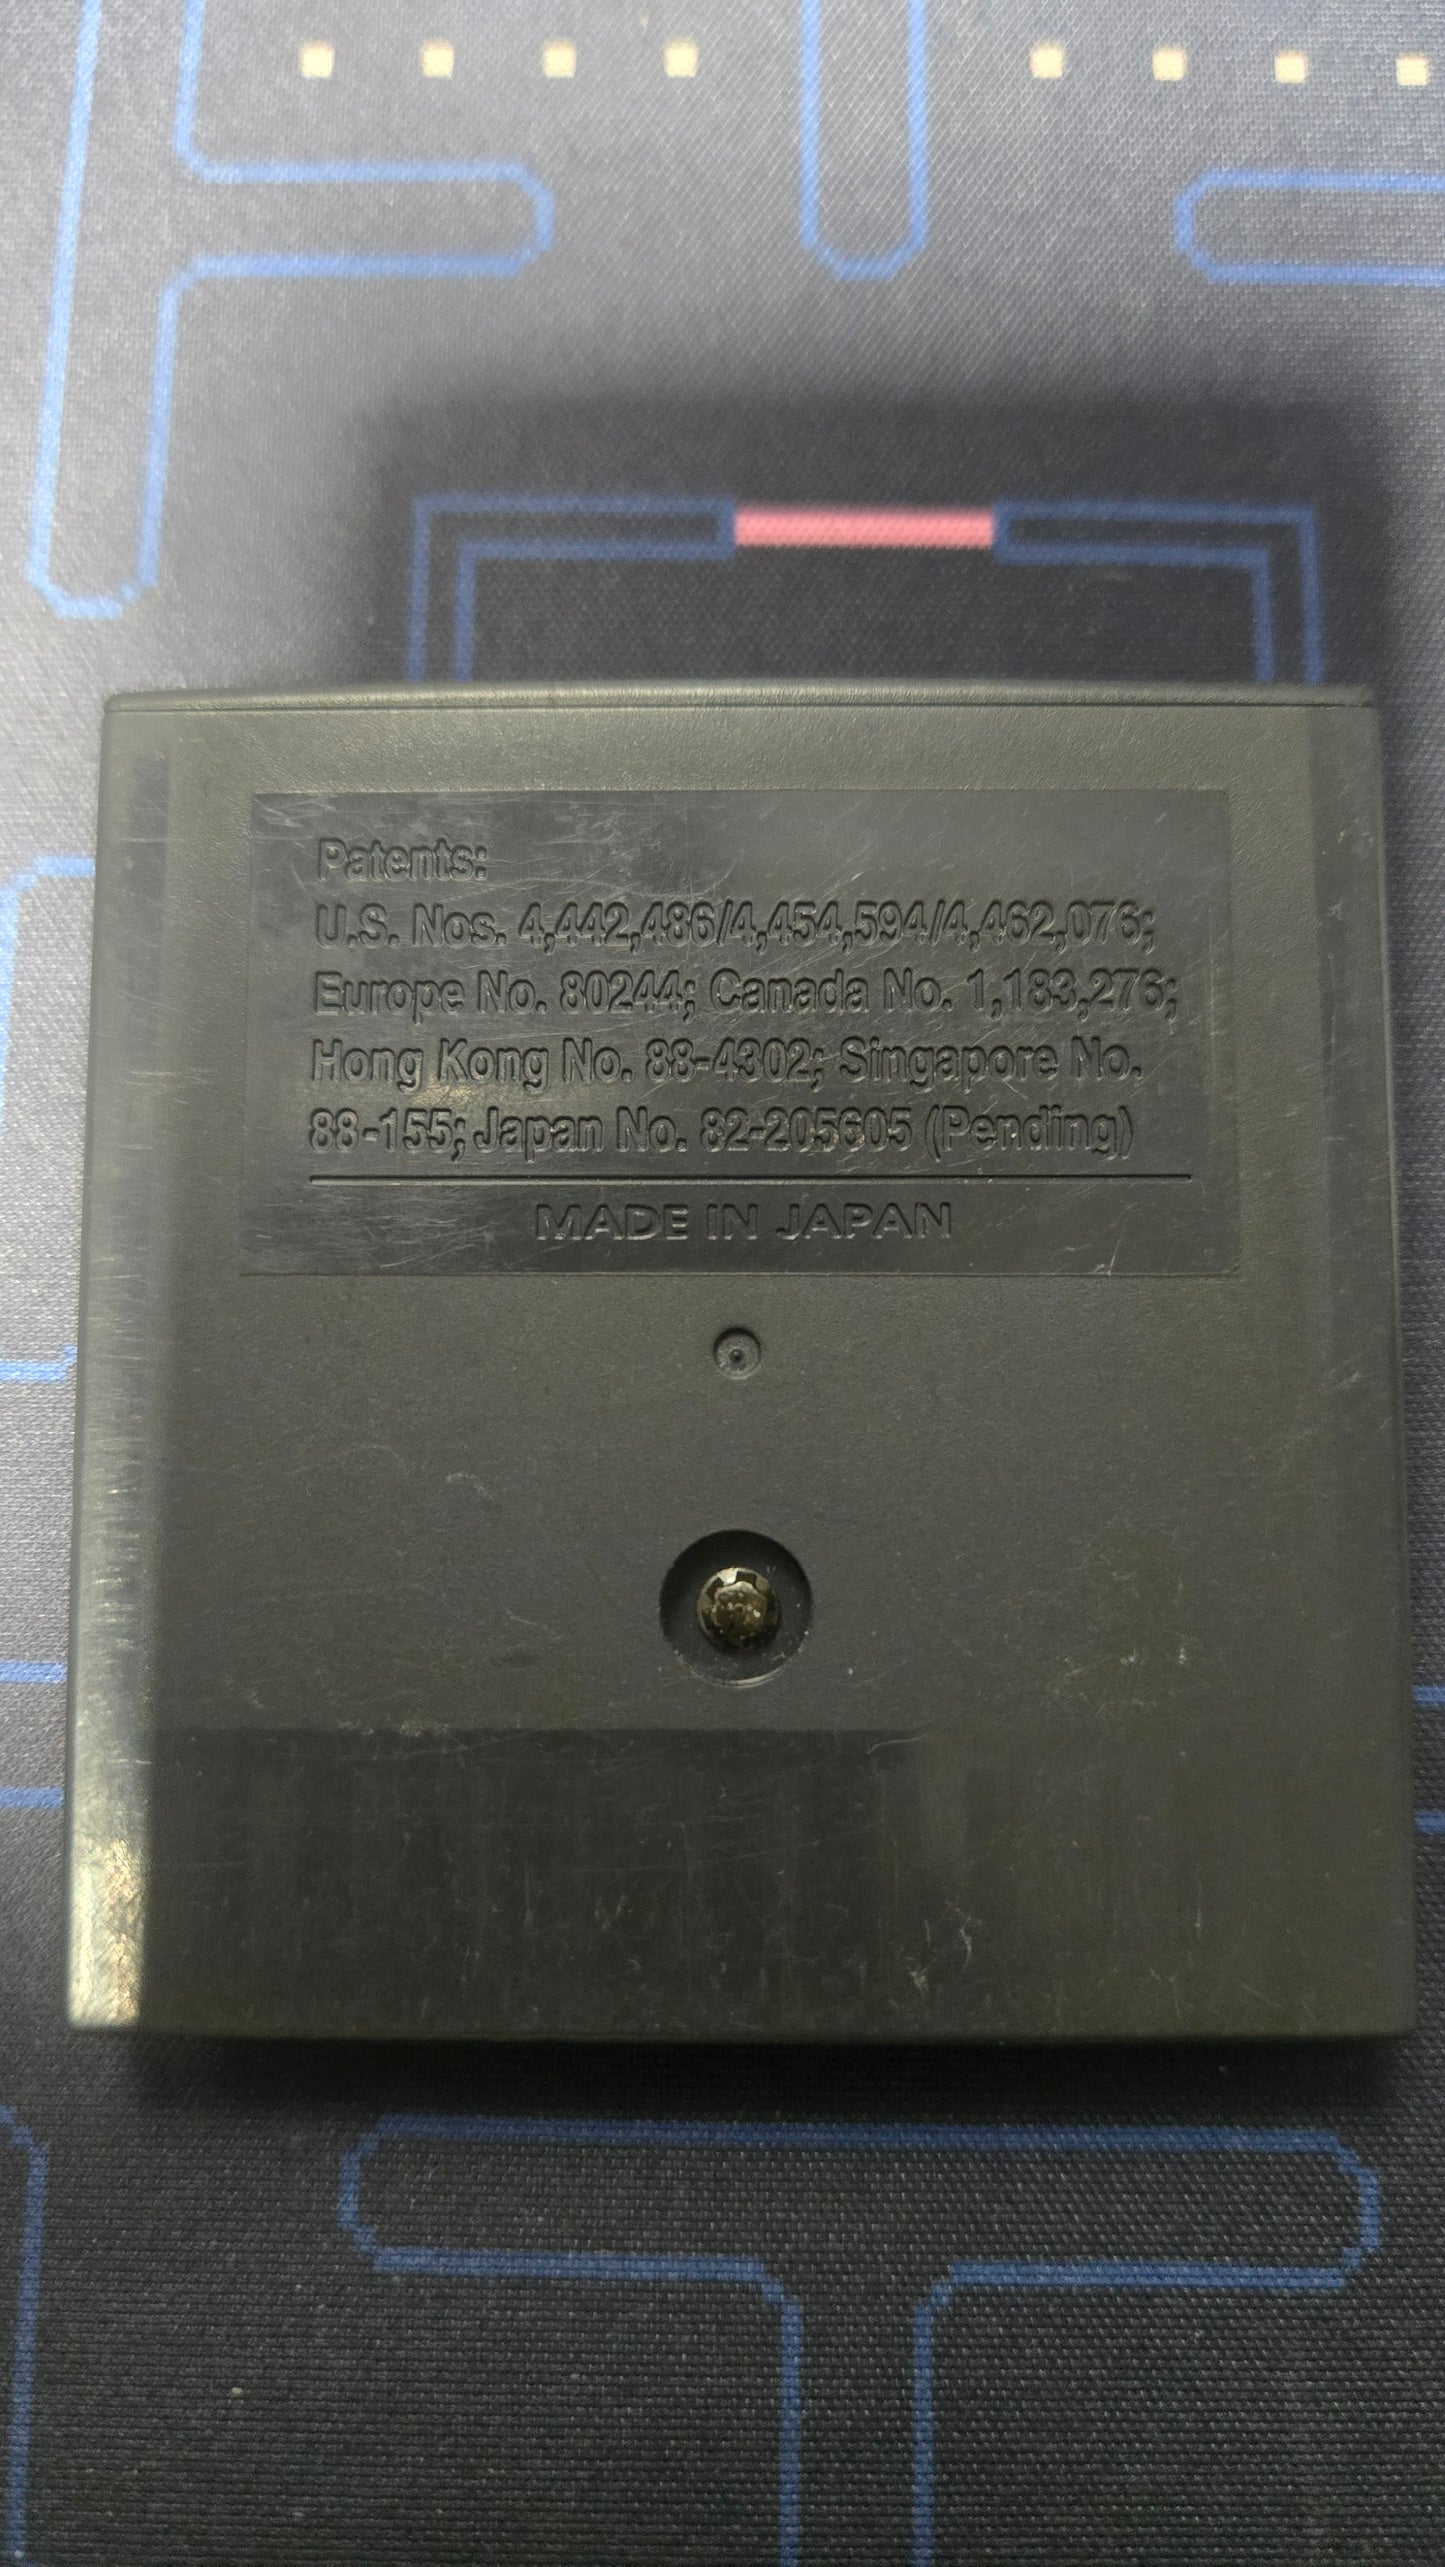 Patents:
U.S. Nos. 4,442,486/4,454,594/4,462,076;
Europe No. 80244; Canada No. 1,183,276;
Hong Kong No. 88-4302; Singapore No.
88-155; Japan No. 82-205605 (Pending)
MADE IN JAPAN